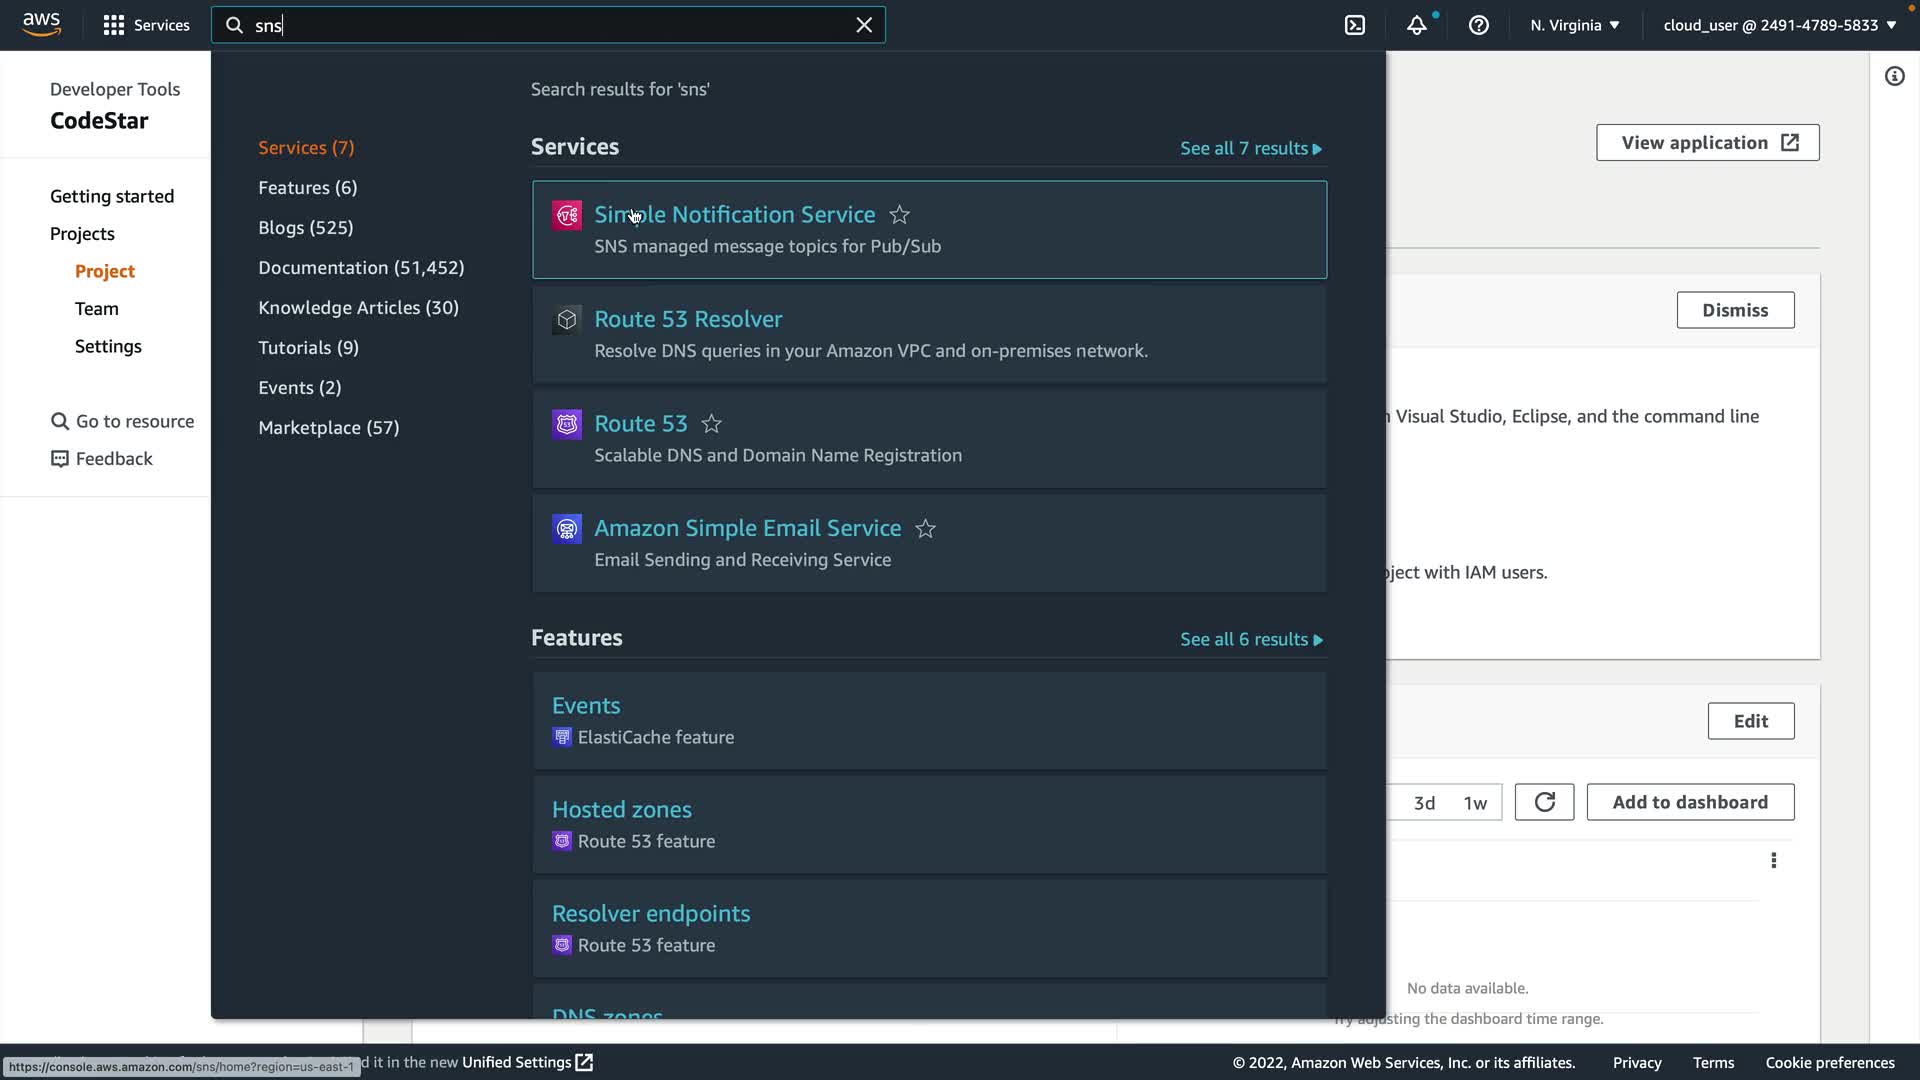 aws
Services
sns
N. Virginia
cloud_user @ 2491-4789-5833
Developer Tools
CodeStar
Getting started
Projects
Project
Team
Settings
Go to resource
Feedback
Search results for 'sns'
Services (7)
Features (6)
Blogs (525)
Documentation (51,452)
Knowledge Articles (30)
Tutorials (9)
Events (2)
Marketplace (57)
Services
See all 7 results
Simple Notification Service
SNS managed message topics for Pub/Sub
Route 53 Resolver
Resolve DNS queries in your Amazon VPC and on-premises network.
Route 53
Scalable DNS and Domain Name Registration
Amazon Simple Email Service
Email Sending and Receiving Service
Features
See all 6 results
Events
ElastiCache feature
Hosted zones
Route 53 feature
Resolver endpoints
Route 53 feature
DNS zones
View application
Dismiss
Visual Studio, Eclipse, and the command line
with IAM users.
Edit
3d
1w
Add to dashboard
No data available.
Try adjusting the dashboard time range.
https://console.aws.amazon.com/sns/home?region=us-east-1
it in the new Unified Settings
© 2022, Amazon Web Services, Inc. or its affiliates.
Privacy
Terms
Cookie preferences